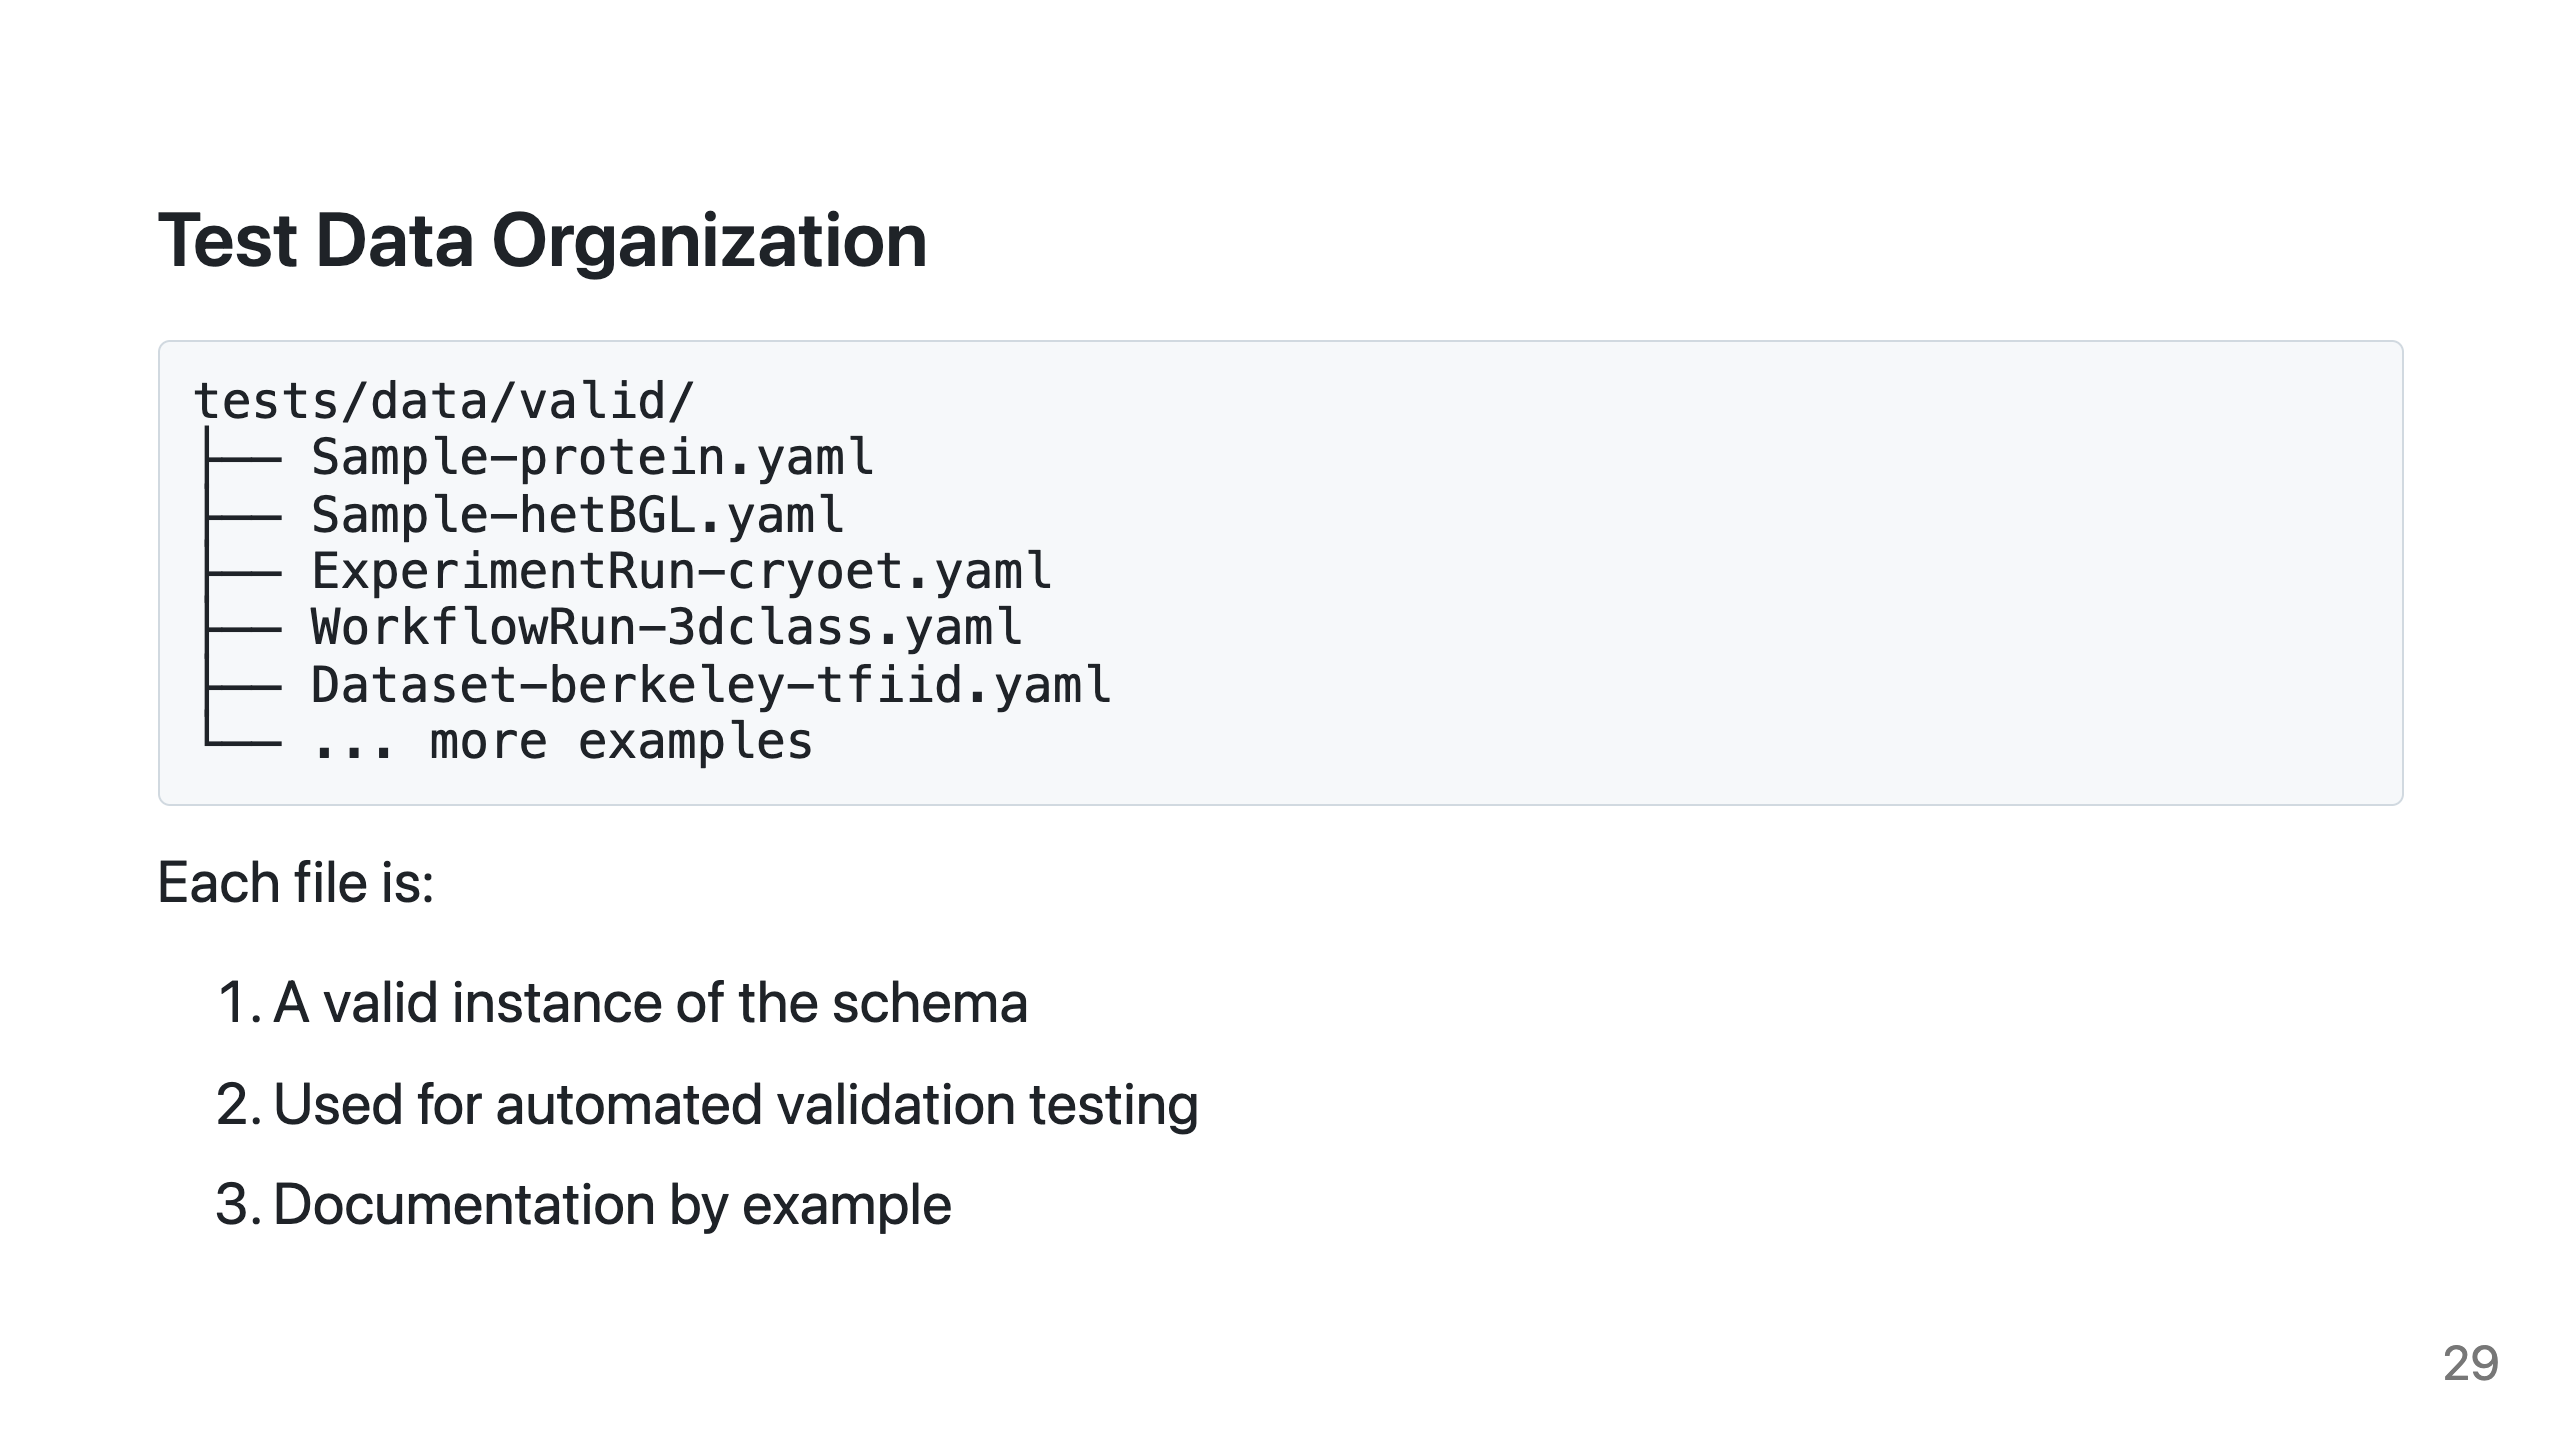 Test Data Organization
tests/data/valid/
├── Sample-protein.yaml
├── Sample-hetBGL.yaml
├── ExperimentRun-cryoet.yaml
├── WorkflowRun-3dclass.yaml
├── Dataset-berkeley-tfiid.yaml
└── ... more examples
Each file is:
1. A valid instance of the schema
2. Used for automated validation testing
3. Documentation by example
29